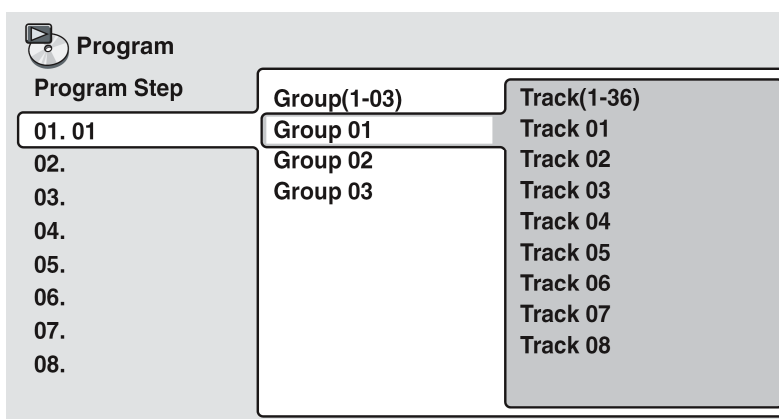 Program
Program Step
01. 01
02.
03.
04.
05.
06.
07.
08.
Group(1-03)
Group 01
Group 02
Group 03
Track(1-36)
Track 01
Track 02
Track 03
Track 04
Track 05
Track 06
Track 07
Track 08